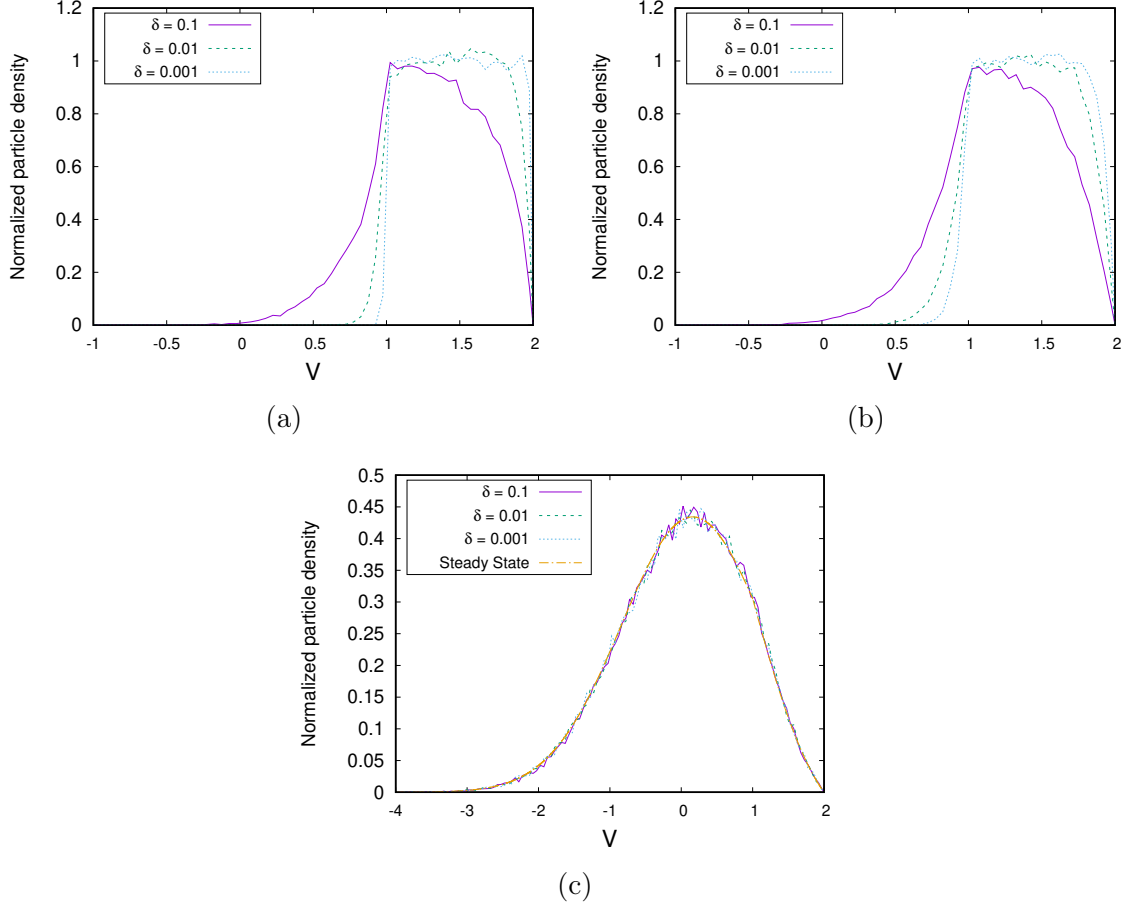 Normalized particle density
1.2
1
0.8
0.6
0.4
0.2
0
δ = 0.1
δ = 0.01
δ = 0.001
-1 -0.5 0 0.5 1 1.5 2
V
(a)
Normalized particle density
1.2
1
0.8
0.6
0.4
0.2
0
δ = 0.1
δ = 0.01
δ = 0.001
-1 -0.5 0 0.5 1 1.5 2
V
(b)
Normalized particle density
0.5
0.45
0.4
0.35
0.3
0.25
0.2
0.15
0.1
0.05
0
δ = 0.1
δ = 0.01
δ = 0.001
Steady State
-4 -3 -2 -1 0 1 2
V
(c)